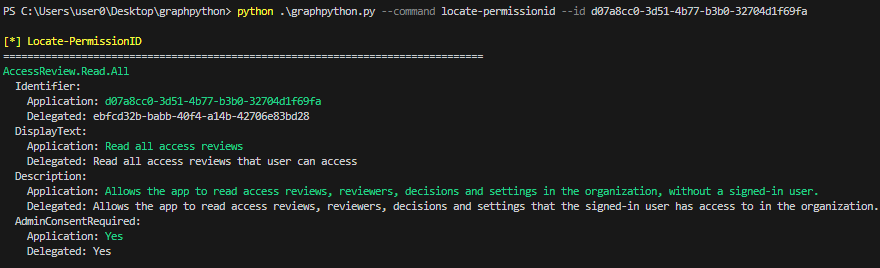 PS C:\Users\user0\Desktop\graphpython> python .\graphpython.py --command locate-permissionid --id d07a8cc0-3d51-4b77-b3b0-32704d1f69fa
[*] Locate-PermissionID
================================================================================
AccessReview.Read.All
Identifier:
Application: d07a8cc0-3d51-4b77-b3b0-32704d1f69fa
Delegated: ebfcd32b-babb-40f4-a14b-42706e83bd28
DisplayText:
Application: Read all access reviews
Delegated: Read all access reviews that user can access
Description:
Application: Allows the app to read access reviews, reviewers, decisions and settings in the organization, without a signed-in user.
Delegated: Allows the app to read access reviews, reviewers, decisions and settings that the signed-in user has access to in the organization.
AdminConsentRequired:
Application: Yes
Delegated: Yes